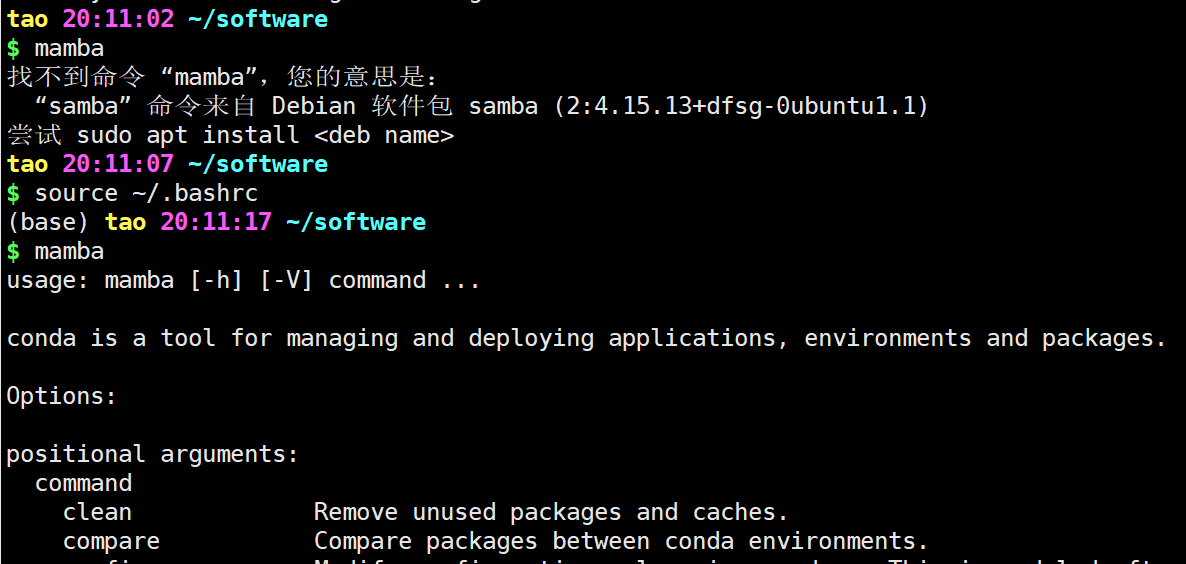 tao 20:11:02 ~/software
$ mamba
找不到命令 “mamba”，您的意思是：
“samba” 命令来自 Debian 软件包 samba (2:4.15.13+dfsg-0ubuntu1.1)
尝试 sudo apt install <deb name>
tao 20:11:07 ~/software
$ source ~/.bashrc
(base) tao 20:11:17 ~/software
$ mamba
usage: mamba [-h] [-V] command ...
conda is a tool for managing and deploying applications, environments and packages.
Options:
positional arguments:
command
clean Remove unused packages and caches.
compare Compare packages between conda environments.